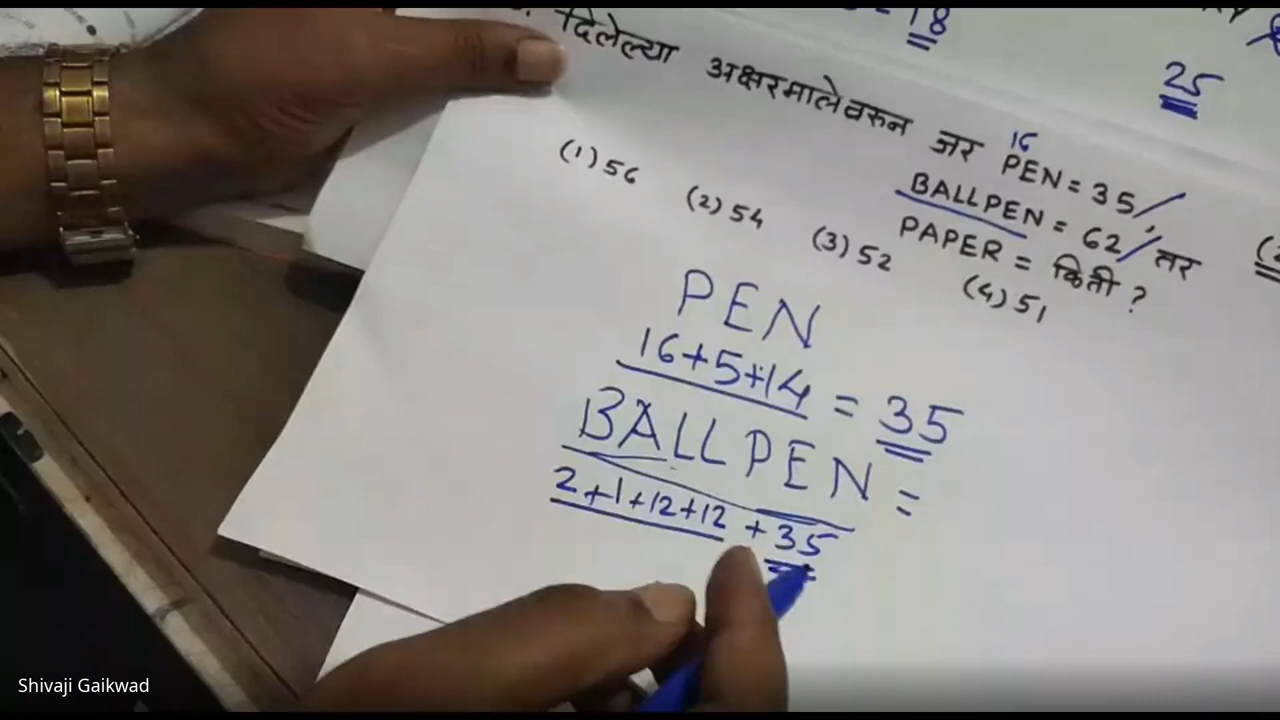 18
25
दिलेल्या अक्षरमालेवरुन जर PEN = 35,
16
BALLPEN = 62, तर
PAPER = किती ?
(1) 56 (2) 54 (3) 52 (4) 51
PEN
16+5+14 = 35
BALLPEN =
2+1+12+12 + 35
Shivaji Gaikwad